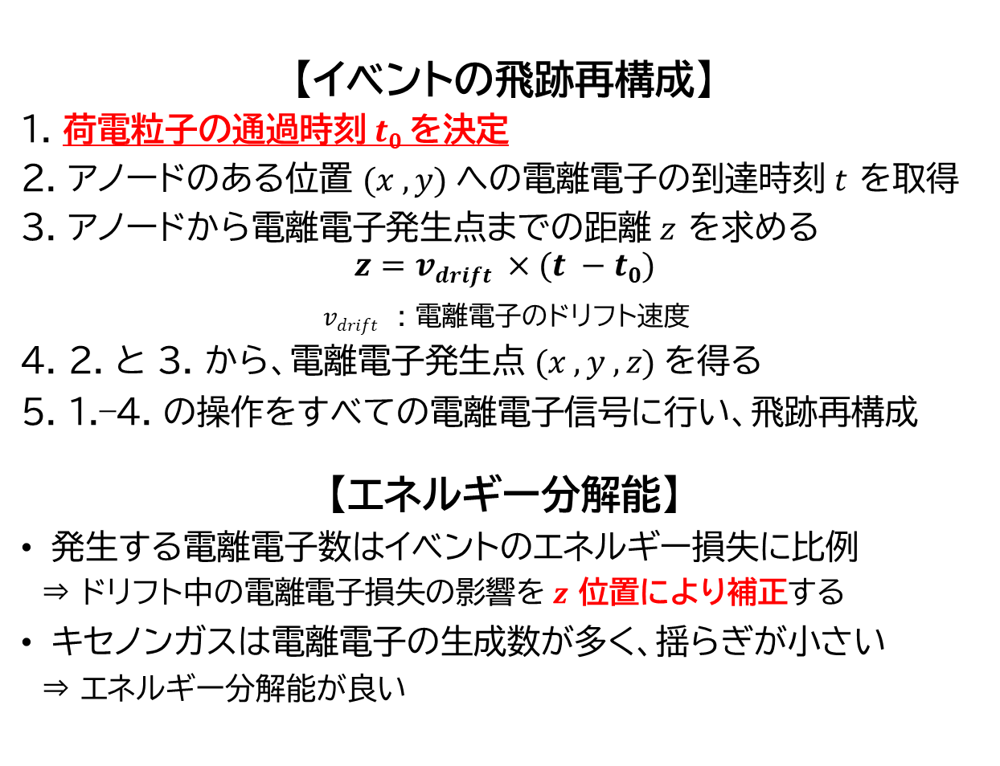 【イベントの飛跡再構成】
1. 荷電粒子の通過時刻 t₀ を決定
2. アノードのある位置 (x , y) への電離電子の到達時刻 t を取得
3. アノードから電離電子発生点までの距離 z を求める
z = v_drift × (t − t₀)
v_drift ：電離電子のドリフト速度
4. 2. と 3. から、電離電子発生点 (x , y , z) を得る
5. 1.–4. の操作をすべての電離電子信号に行い、飛跡再構成
【エネルギー分解能】
• 発生する電離電子数はイベントのエネルギー損失に比例
⇒ ドリフト中の電離電子損失の影響を z 位置により補正する
• キセノンガスは電離電子の生成数が多く、揺らぎが小さい
⇒ エネルギー分解能が良い